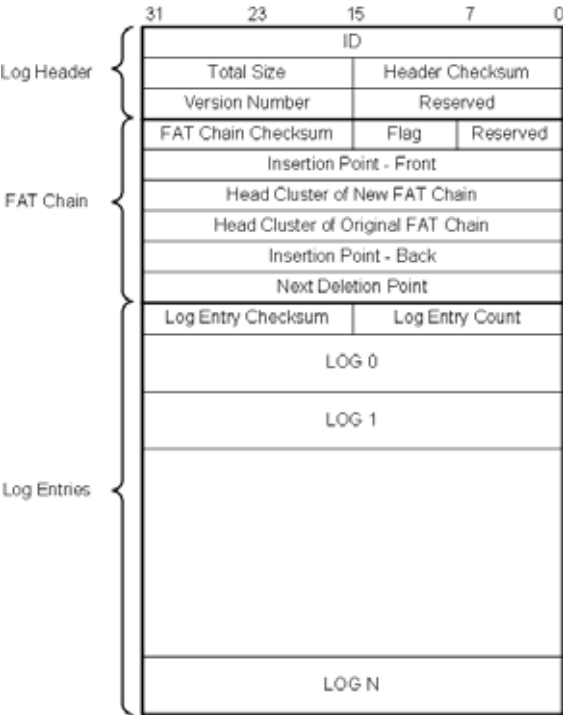 31 23 15 7 0
ID
Log Header
Total Size Header Checksum
Version Number Reserved
FAT Chain Checksum Flag Reserved
Insertion Point - Front
Head Cluster of New FAT Chain
FAT Chain
Head Cluster of Original FAT Chain
Insertion Point - Back
Next Deletion Point
Log Entry Checksum Log Entry Count
LOG 0
LOG 1
Log Entries
LOG N